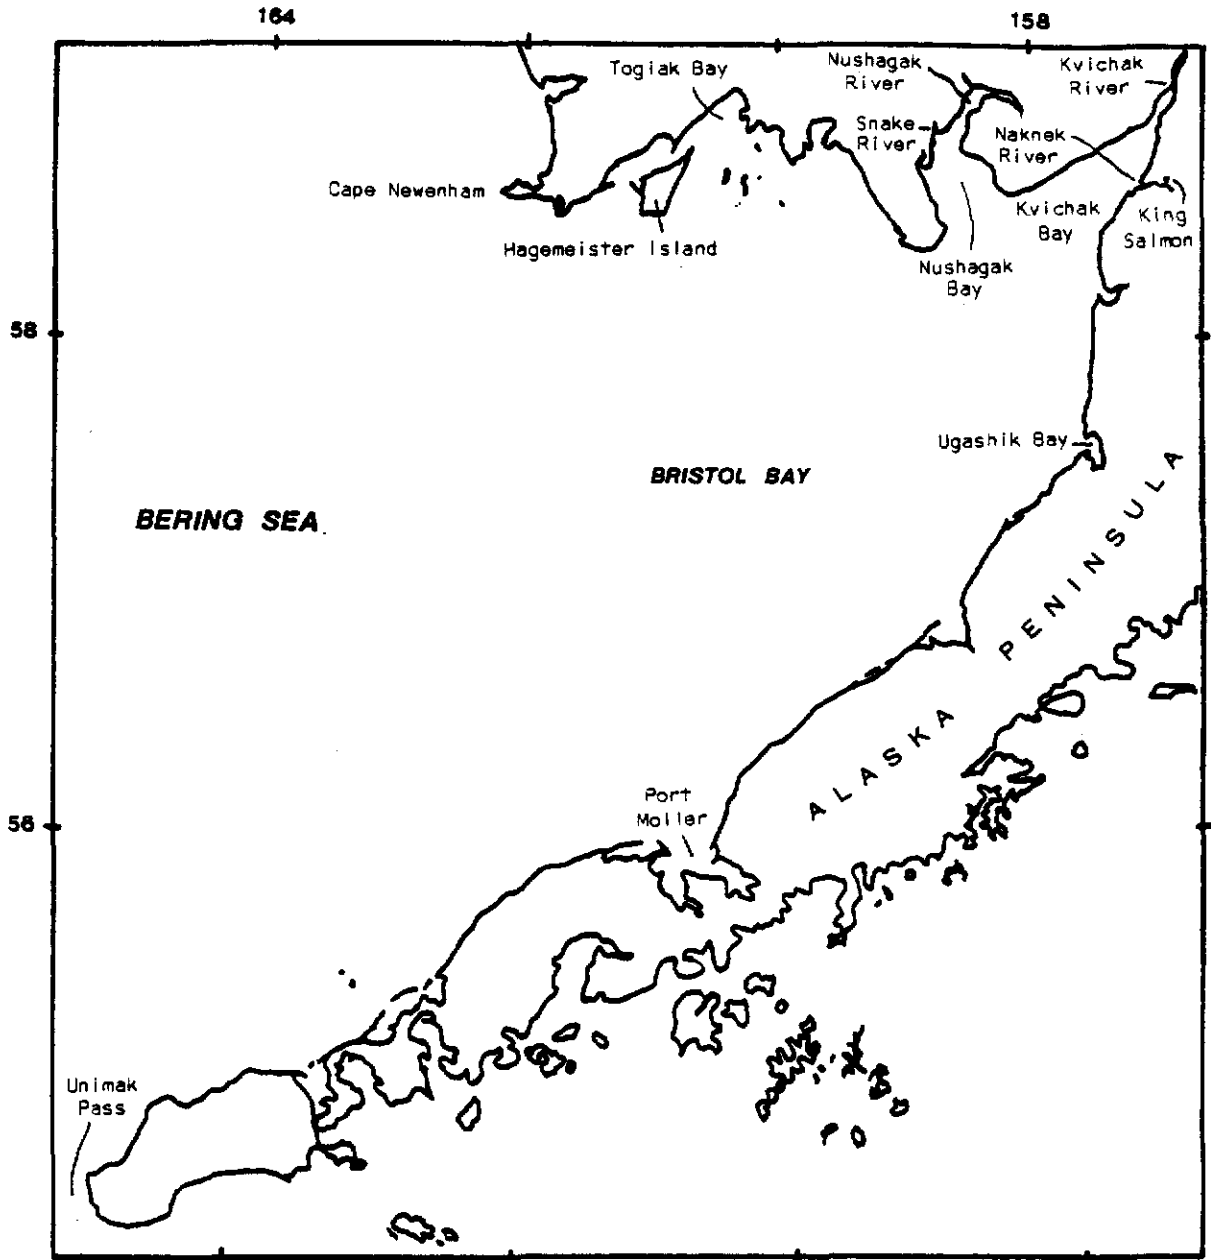 164
158
Togiak Bay
Nushagak
River
Kvichak
River
Snake
River
Naknek
River
Cape Newenham
Hagemeister Island
Kvichak
Bay
King
Salmon
Nushagak
Bay
58
Ugashik Bay
BRISTOL BAY
BERING SEA
ALASKA PENINSULA
Port
Moller
56
Unimak
Pass